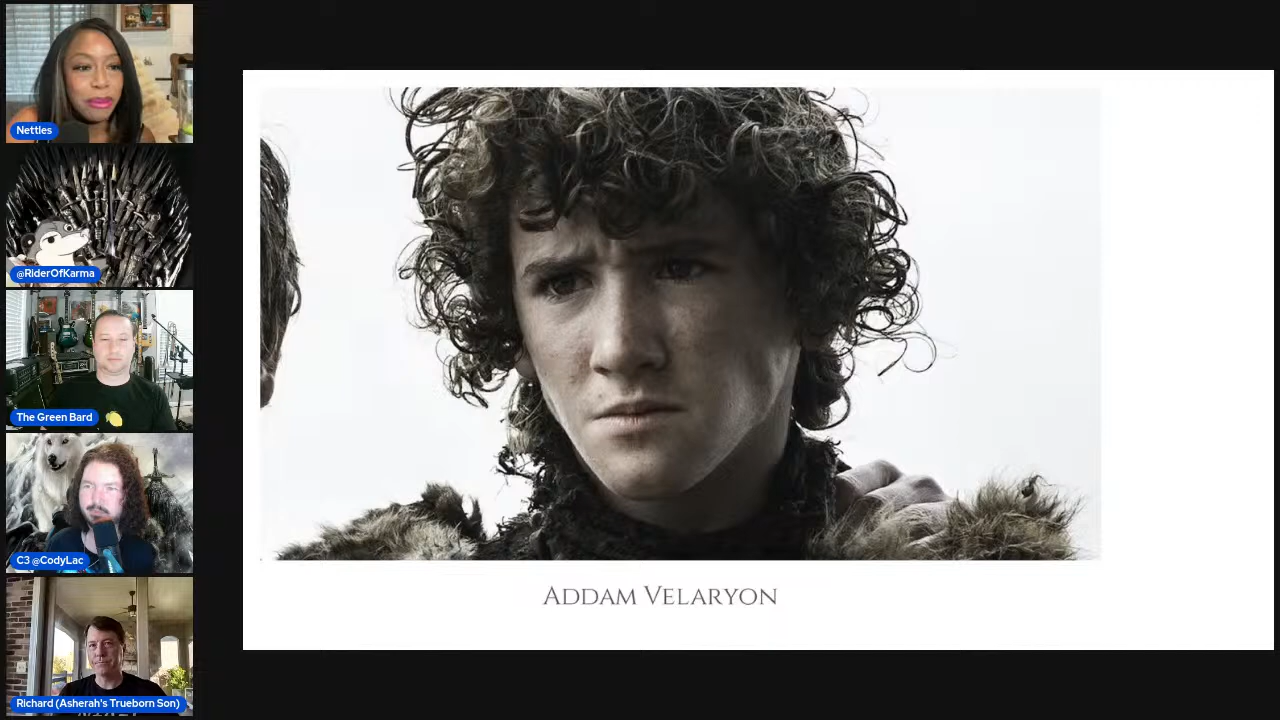 Nettles
@RiderOfKarma
The Green Bard
C3 @CodyLac
Richard (Asherah's Trueborn Son)
Addam Velaryon